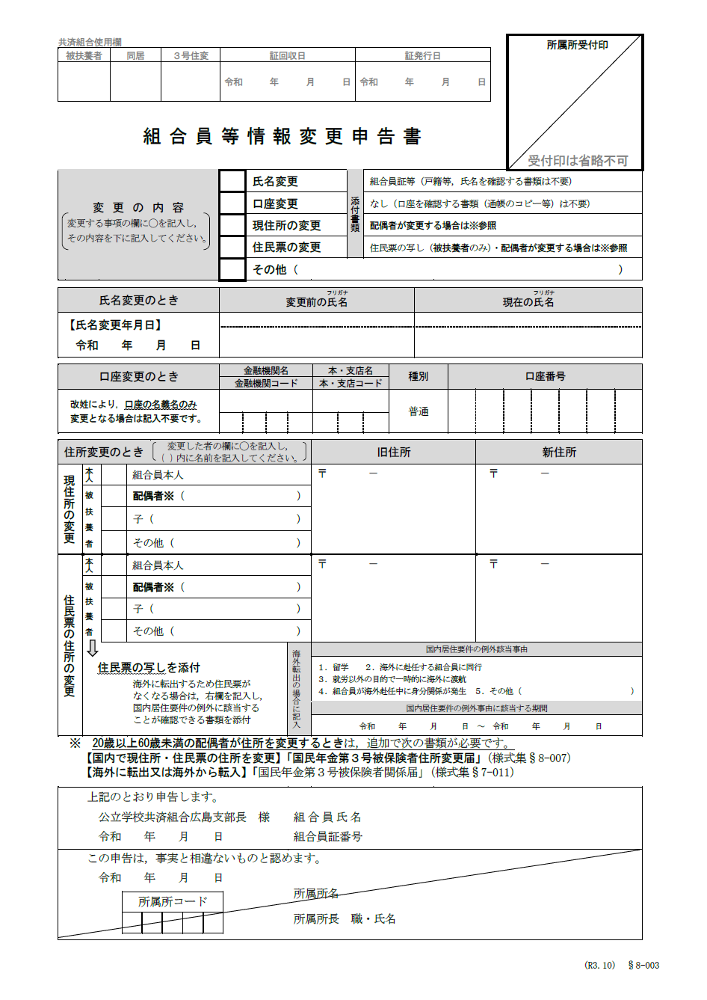 共済組合使用欄
被扶養者 同居 3号住変 証回収日 証発行日
令和 年 月 日 令和 年 月 日
所属所受付印
受付印は省略不可
組合員等情報変更申告書
変更の内容
変更する事項の欄に○を記入し,
その内容を下に記入してください。
氏名変更
口座変更
現住所の変更
住民票の変更
その他( )
添付書類
組合員証等(戸籍等,氏名を確認する書類は不要)
なし(口座を確認する書類(通帳のコピー等)は不要)
配偶者が変更する場合は※参照
住民票の写し(被扶養者のみ)・配偶者が変更する場合は※参照
氏名変更のとき 変更前の氏名 現在の氏名
フリガナ フリガナ
【氏名変更年月日】
令和 年 月 日
口座変更のとき 金融機関名 本・支店名 種別 口座番号
金融機関コード 本・支店コード
改姓により,口座の名義名のみ
変更となる場合は記入不要です。
普通
住所変更のとき 変更した者の欄に○を記入し,
( )内に名前を記入してください。
旧住所 新住所
現住所の変更
本人 組合員本人 〒 - 〒 -
被扶養者 配偶者※( )
子( )
その他( )
住民票の住所の変更
本人 組合員本人 〒 - 〒 -
被扶養者 配偶者※( )
子( )
その他( )
住民票の写しを添付
海外に転出するため住民票が
なくなる場合は,右欄を記入し,
国内居住要件の例外に該当する
ことが確認できる書類を添付
海外転出の場合に記入
国内居住要件の例外該当事由
1.留学 2.海外に赴任する組合員に同行
3.就労以外の目的で一時的に海外に渡航
4.組合員が海外赴任中に身分関係が発生 5.その他( )
国内居住要件の例外事由に該当する期間
令和 年 月 日 ~ 令和 年 月 日
※ 20歳以上60歳未満の配偶者が住所を変更するときは,追加で次の書類が必要です。
【国内で現住所・住民票の住所を変更】「国民年金第3号被保険者住所変更届」(様式集§8-007)
【海外に転出又は海外から転入】「国民年金第3号被保険者関係届」(様式集§7-011)
上記のとおり申告します。
公立学校共済組合広島支部長 様 組合員氏名
令和 年 月 日 組合員証番号
この申告は,事実と相違ないものと認めます。
令和 年 月 日
所属所コード
所属所名
所属所長 職・氏名
(R3.10) §8-003